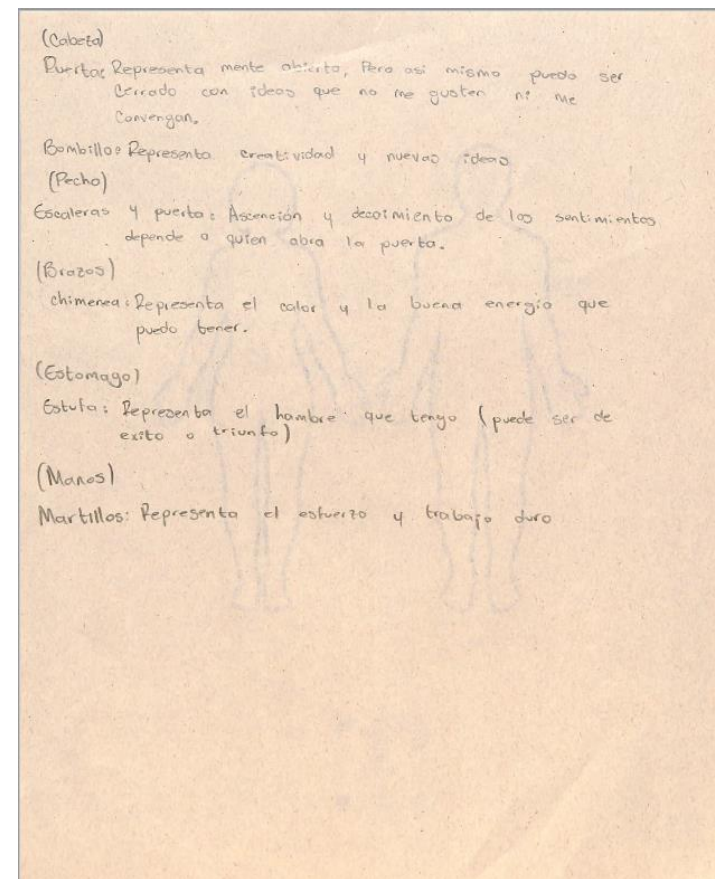 (Cabeza)
Puerta: Representa mente abierta, Pero asi mismo puedo ser
Cerrado con ideas que no me gusten ni me
Convengan.
Bombillo: Representa creatividad y nuevas ideas
(Pecho)
Escaleras y puerta: Ascención y decaimiento de los sentimientos
depende a quien abra la puerta.
(Brazos)
chimenea: Representa el calor y la buena energia que
puedo tener.
(Estomago)
Estufa: Representa el hambre que tengo (puede ser de
exito o triunfo)
(Manos)
Martillos: Representa el esfuerzo y trabajo duro